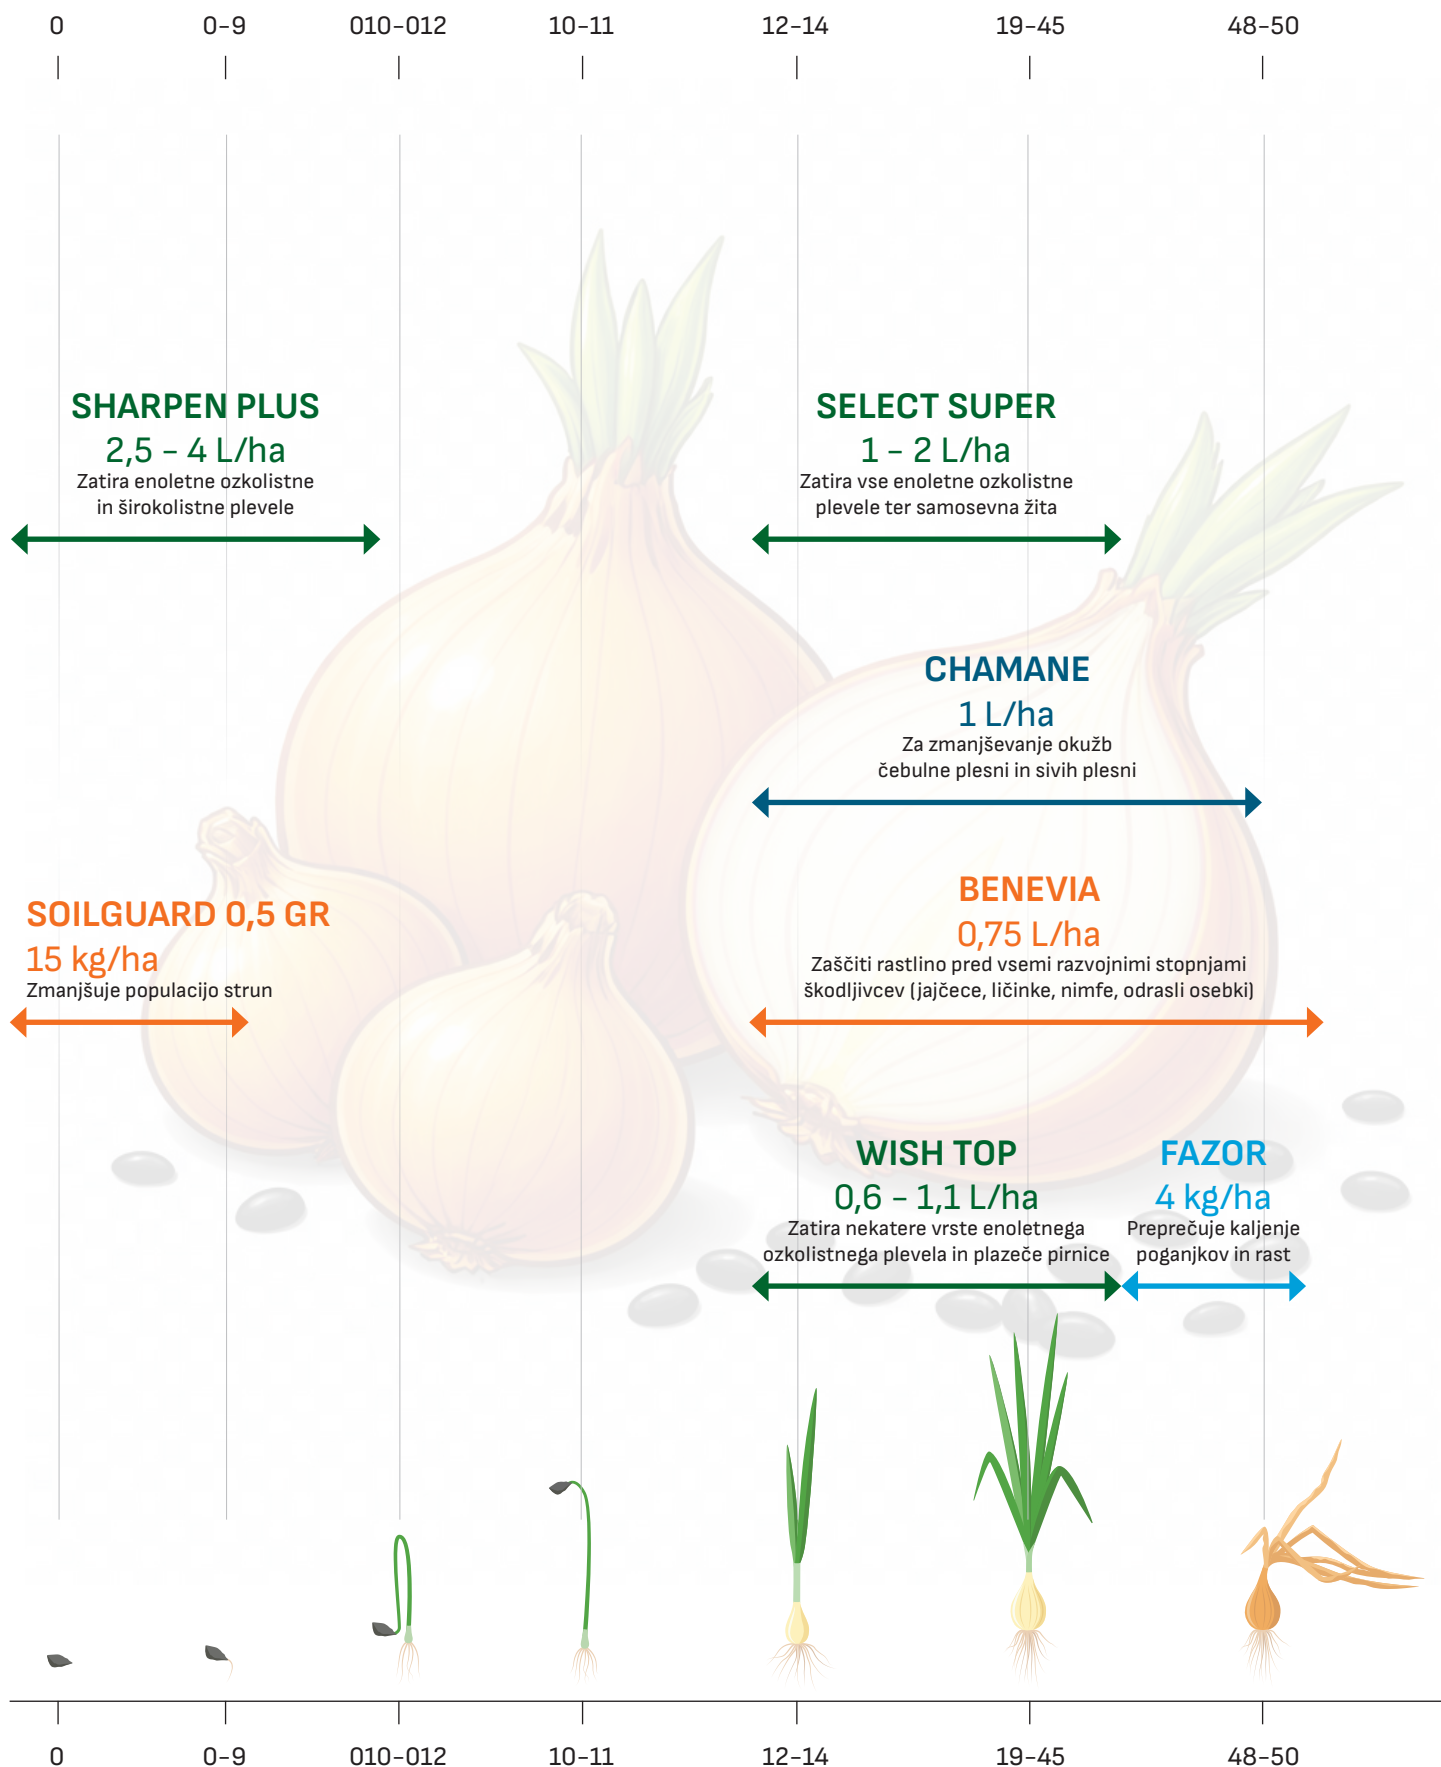 0 0-9 010-012 10-11 12-14 19-45 48-50
SHARPEN PLUS
2,5 - 4 L/ha
Zatira enoletne ozkolistne
in širokolistne plevele
SELECT SUPER
1 - 2 L/ha
Zatira vse enoletne ozkolistne
plevele ter samosevna žita
CHAMANE
1 L/ha
Za zmanjševanje okužb
čebulne plesni in sivih plesni
SOILGUARD 0,5 GR
15 kg/ha
Zmanjšuje populacijo strun
BENEVIA
0,75 L/ha
Zaščiti rastlino pred vsemi razvojnimi stopnjami
škodljivcev (jajčece, ličinke, nimfe, odrasli osebki)
WISH TOP
0,6 - 1,1 L/ha
Zatira nekatere vrste enoletnega
ozkolistnega plevela in plazeče pirnice
FAZOR
4 kg/ha
Preprečuje kaljenje
poganjkov in rast
0 0-9 010-012 10-11 12-14 19-45 48-50